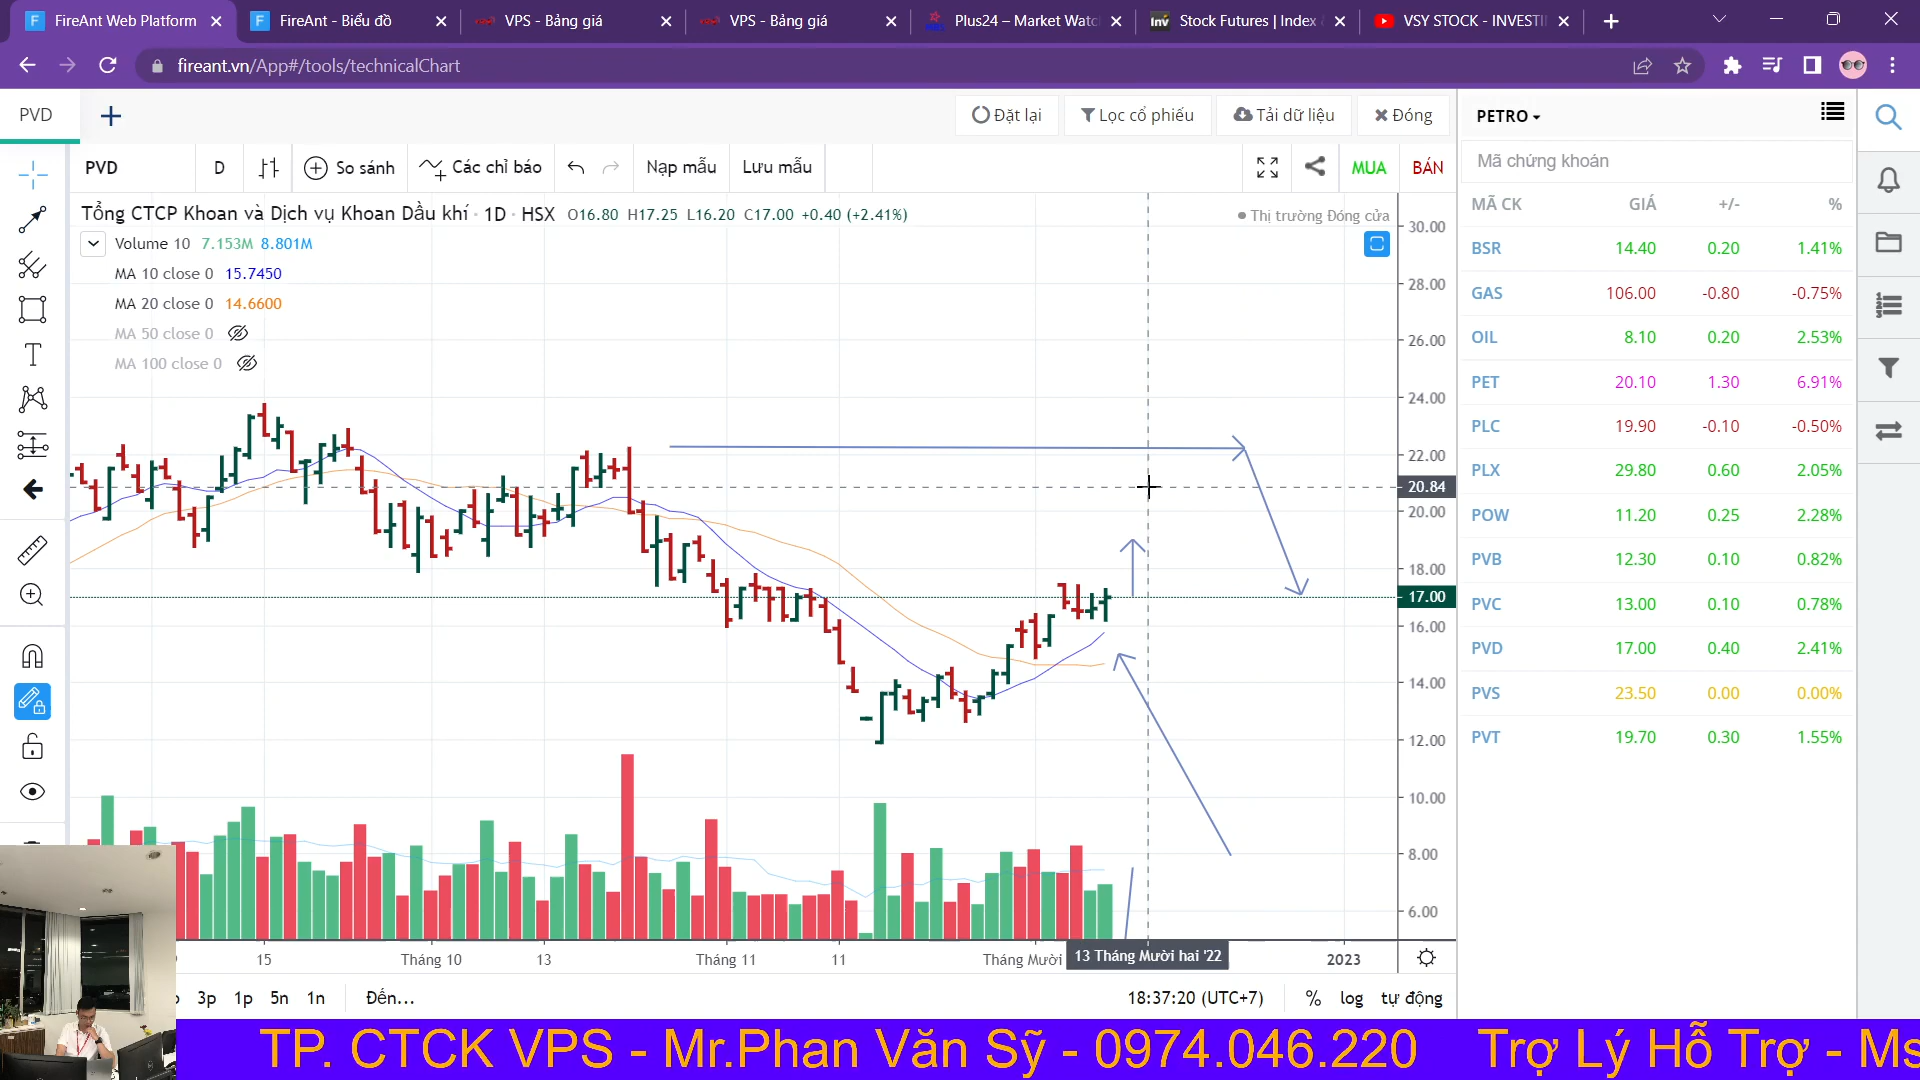 FireAnt Web Platform
FireAnt - Biểu đồ
VPS - Bảng giá
VPS - Bảng giá
Plus24 – Market Watc
Stock Futures | Index
VSY STOCK - INVESTI
fireant.vn/App#/tools/technicalChart
PVD
Đặt lại
Lọc cổ phiếu
Tải dữ liệu
Đóng
PVD
D
So sánh
Các chỉ báo
Nạp mẫu
Lưu mẫu
MUA
BÁN
Tổng CTCP Khoan và Dịch vụ Khoan Dầu khí · 1D · HSX O16.80 H17.25 L16.20 C17.00 +0.40 (+2.41%)
Thị trường Đóng cửa
Volume 10 7.153M 8.801M
MA 10 close 0 15.7450
MA 20 close 0 14.6600
MA 50 close 0
MA 100 close 0
30.00
28.00
26.00
24.00
22.00
20.84
20.00
18.00
17.00
16.00
14.00
12.00
10.00
8.00
6.00
15
Tháng 10
13
Tháng 11
11
Tháng Mười
13 Tháng Mười hai '22
2023
3p 1p 5n 1n
Đến...
18:37:20 (UTC+7)
% log tự động
PETRO
Mã chứng khoán
MÃ CK GIÁ +/- %
BSR 14.40 0.20 1.41%
GAS 106.00 -0.80 -0.75%
OIL 8.10 0.20 2.53%
PET 20.10 1.30 6.91%
PLC 19.90 -0.10 -0.50%
PLX 29.80 0.60 2.05%
POW 11.20 0.25 2.28%
PVB 12.30 0.10 0.82%
PVC 13.00 0.10 0.78%
PVD 17.00 0.40 2.41%
PVS 23.50 0.00 0.00%
PVT 19.70 0.30 1.55%
TP. CTCK VPS - Mr.Phan Văn Sỹ - 0974.046.220 Trợ Lý Hỗ Trợ - Ms